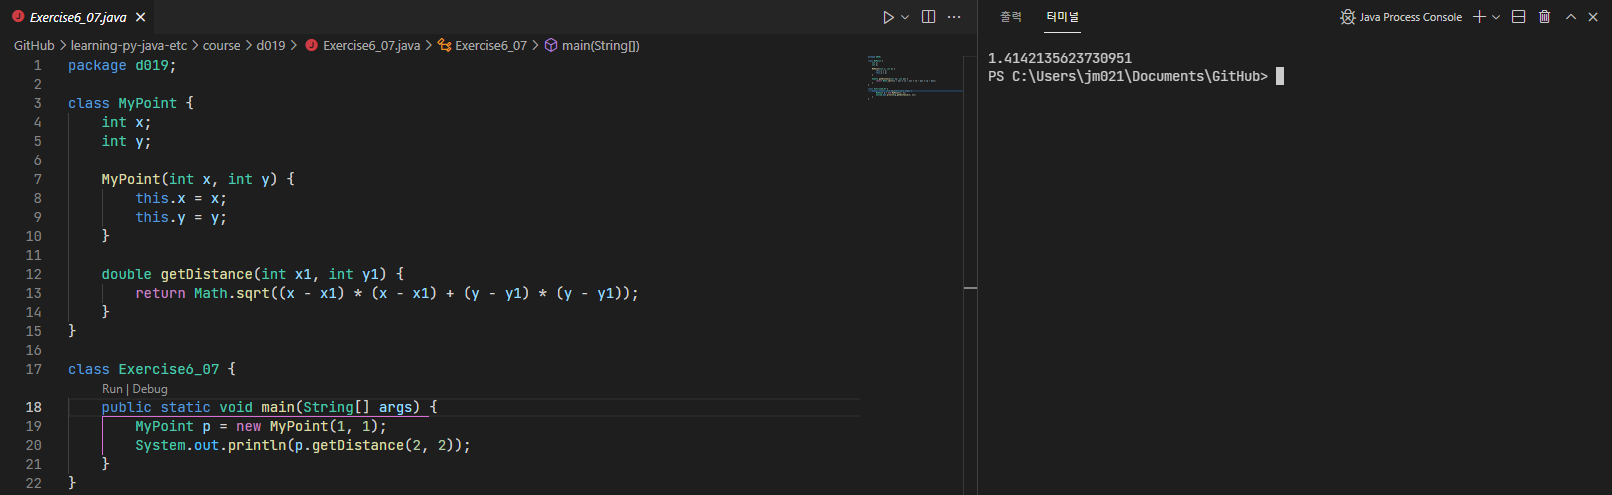 Exercise6_07.java
GitHub > learning-py-java-etc > course > d019 > Exercise6_07.java > Exercise6_07 > main(String[])
1 package d019;
2
3 class MyPoint {
4 int x;
5 int y;
6
7 MyPoint(int x, int y) {
8 this.x = x;
9 this.y = y;
10 }
11
12 double getDistance(int x1, int y1) {
13 return Math.sqrt((x - x1) * (x - x1) + (y - y1) * (y - y1));
14 }
15 }
16
17 class Exercise6_07 {
Run | Debug
18 public static void main(String[] args) {
19 MyPoint p = new MyPoint(1, 1);
20 System.out.println(p.getDistance(2, 2));
21 }
22 }
출력 터미널 Java Process Console
1.4142135623730951
PS C:\Users\jm021\Documents\GitHub>